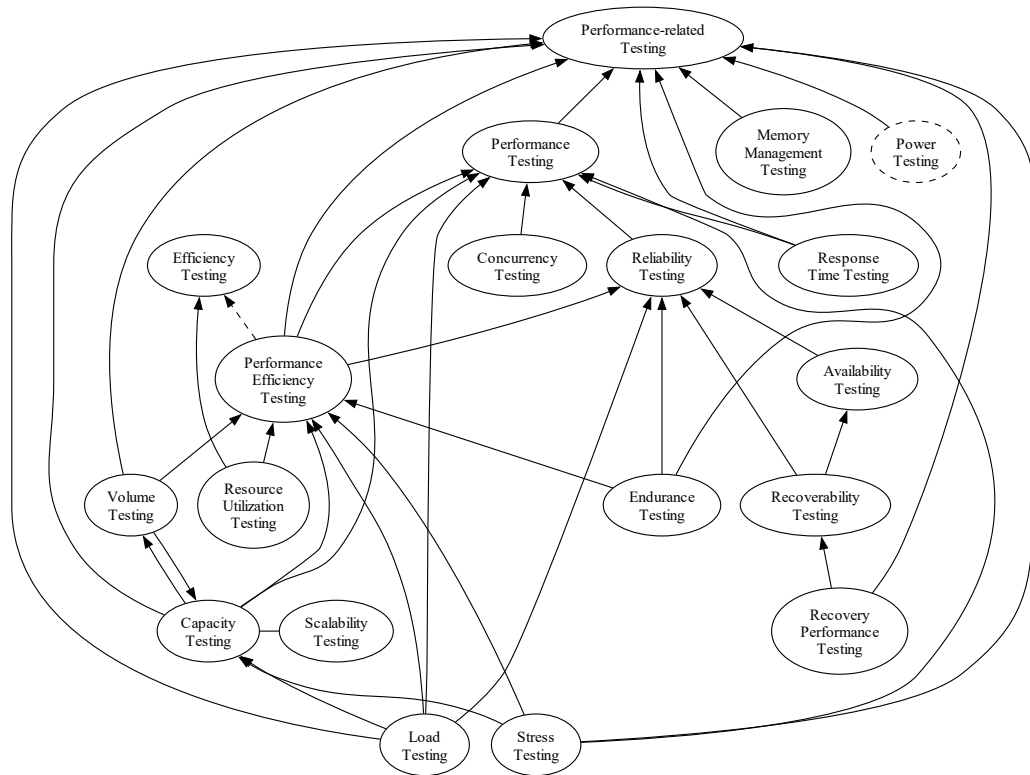 Performance-related
Testing
Performance
Testing
Memory
Management
Testing
Power
Testing
Efficiency
Testing
Concurrency
Testing
Reliability
Testing
Response
Time Testing
Performance
Efficiency
Testing
Availability
Testing
Volume
Testing
Resource
Utilization
Testing
Endurance
Testing
Recoverability
Testing
Capacity
Testing
Scalability
Testing
Recovery
Performance
Testing
Load
Testing
Stress
Testing